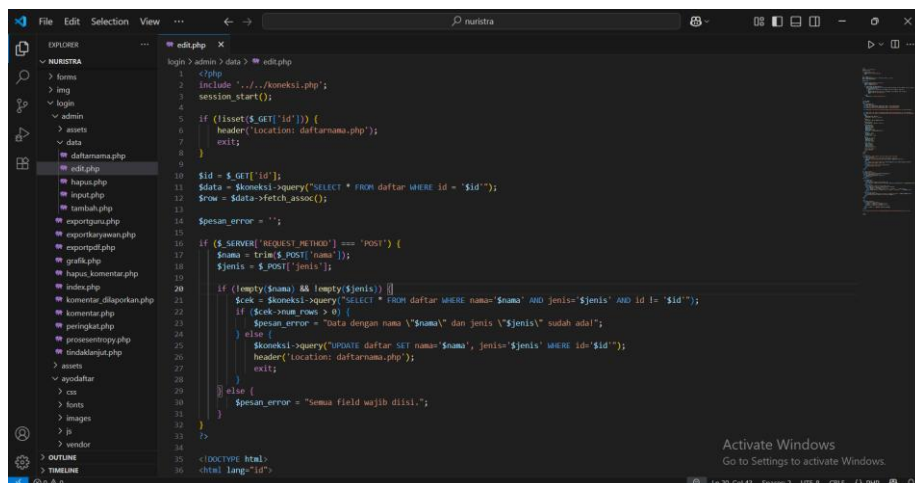 File Edit Selection View ··· nuristra
EXPLORER ···
NURISTRA
forms
img
login
admin
assets
data
daftarnama.php
edit.php
hapus.php
input.php
tambah.php
exportguru.php
exportkaryawan.php
exportpdf.php
grafik.php
hapus_komentar.php
index.php
komentar_dilaporkan.php
komentar.php
peringkat.php
prosesentropy.php
tindaklanjut.php
assets
ayodaftar
css
fonts
images
js
vendor
OUTLINE
TIMELINE
edit.php
login > admin > data > edit.php
1 <?php
2 include '../../koneksi.php';
3 session_start();
4
5 if (!isset($_GET['id'])) {
6 header('Location: daftarnama.php');
7 exit;
8 }
9
10 $id = $_GET['id'];
11 $data = $koneksi->query("SELECT * FROM daftar WHERE id = '$id'");
12 $row = $data->fetch_assoc();
13
14 $pesan_error = '';
15
16 if ($_SERVER['REQUEST_METHOD'] === 'POST') {
17 $nama = trim($_POST['nama']);
18 $jenis = $_POST['jenis'];
19
20 if (!empty($nama) && !empty($jenis)) {
21 $cek = $koneksi->query("SELECT * FROM daftar WHERE nama='$nama' AND jenis='$jenis' AND id != '$id'");
22 if ($cek->num_rows > 0) {
23 $pesan_error = "Data dengan nama \"$nama\" dan jenis \"$jenis\" sudah ada!";
24 } else {
25 $koneksi->query("UPDATE daftar SET nama='$nama', jenis='$jenis' WHERE id='$id'");
26 header('Location: daftarnama.php');
27 exit;
28 }
29 } else {
30 $pesan_error = "Semua field wajib diisi.";
31 }
32 }
33 ?>
34
35 <!DOCTYPE html>
36 <html lang="id">
Activate Windows
Go to Settings to activate Windows.